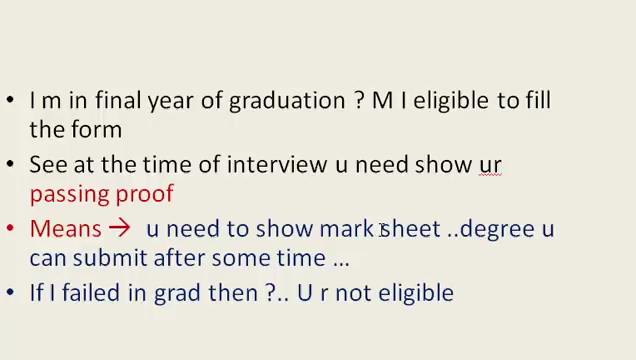 • I m in final year of graduation ? M I eligible to fill
the form
• See at the time of interview u need show ur
passing proof
• Means → u need to show mark sheet ..degree u
can submit after some time ...
• If I failed in grad then ?.. U r not eligible